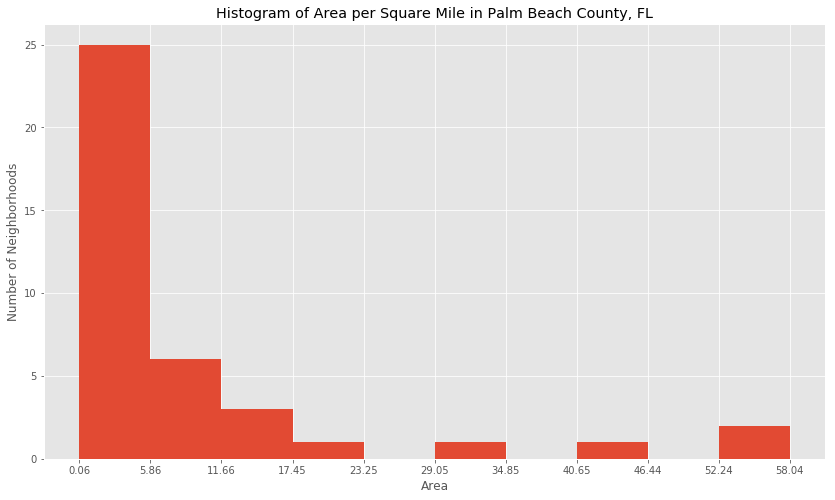 Histogram of Area per Square Mile in Palm Beach County, FL
25
20
15
10
5
0
Number of Neighborhoods
0.06 5.86 11.66 17.45 23.25 29.05 34.85 40.65 46.44 52.24 58.04
Area